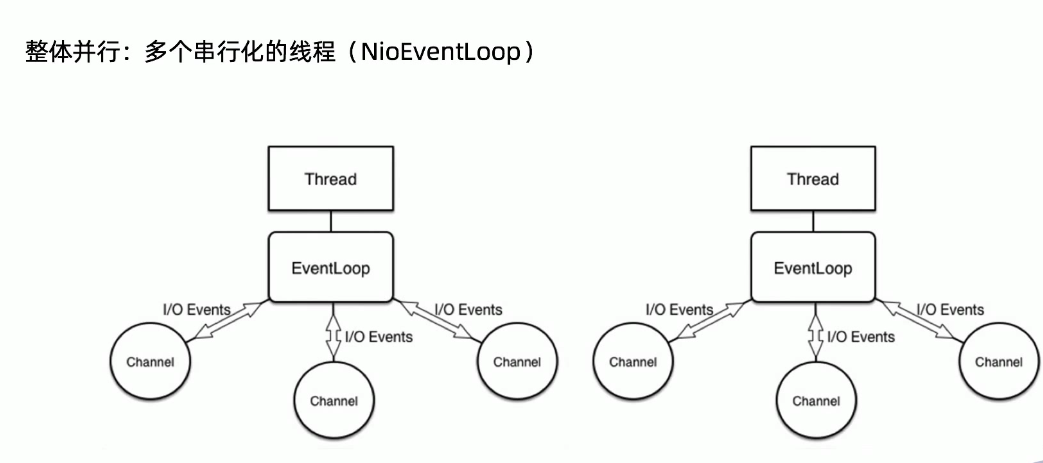 整体并行：多个串行化的线程（NioEventLoop）
Thread
Thread
EventLoop
EventLoop
I/O Events
I/O Events
I/O Events
I/O Events
I/O Events
I/O Events
Channel
Channel
Channel
Channel
Channel
Channel